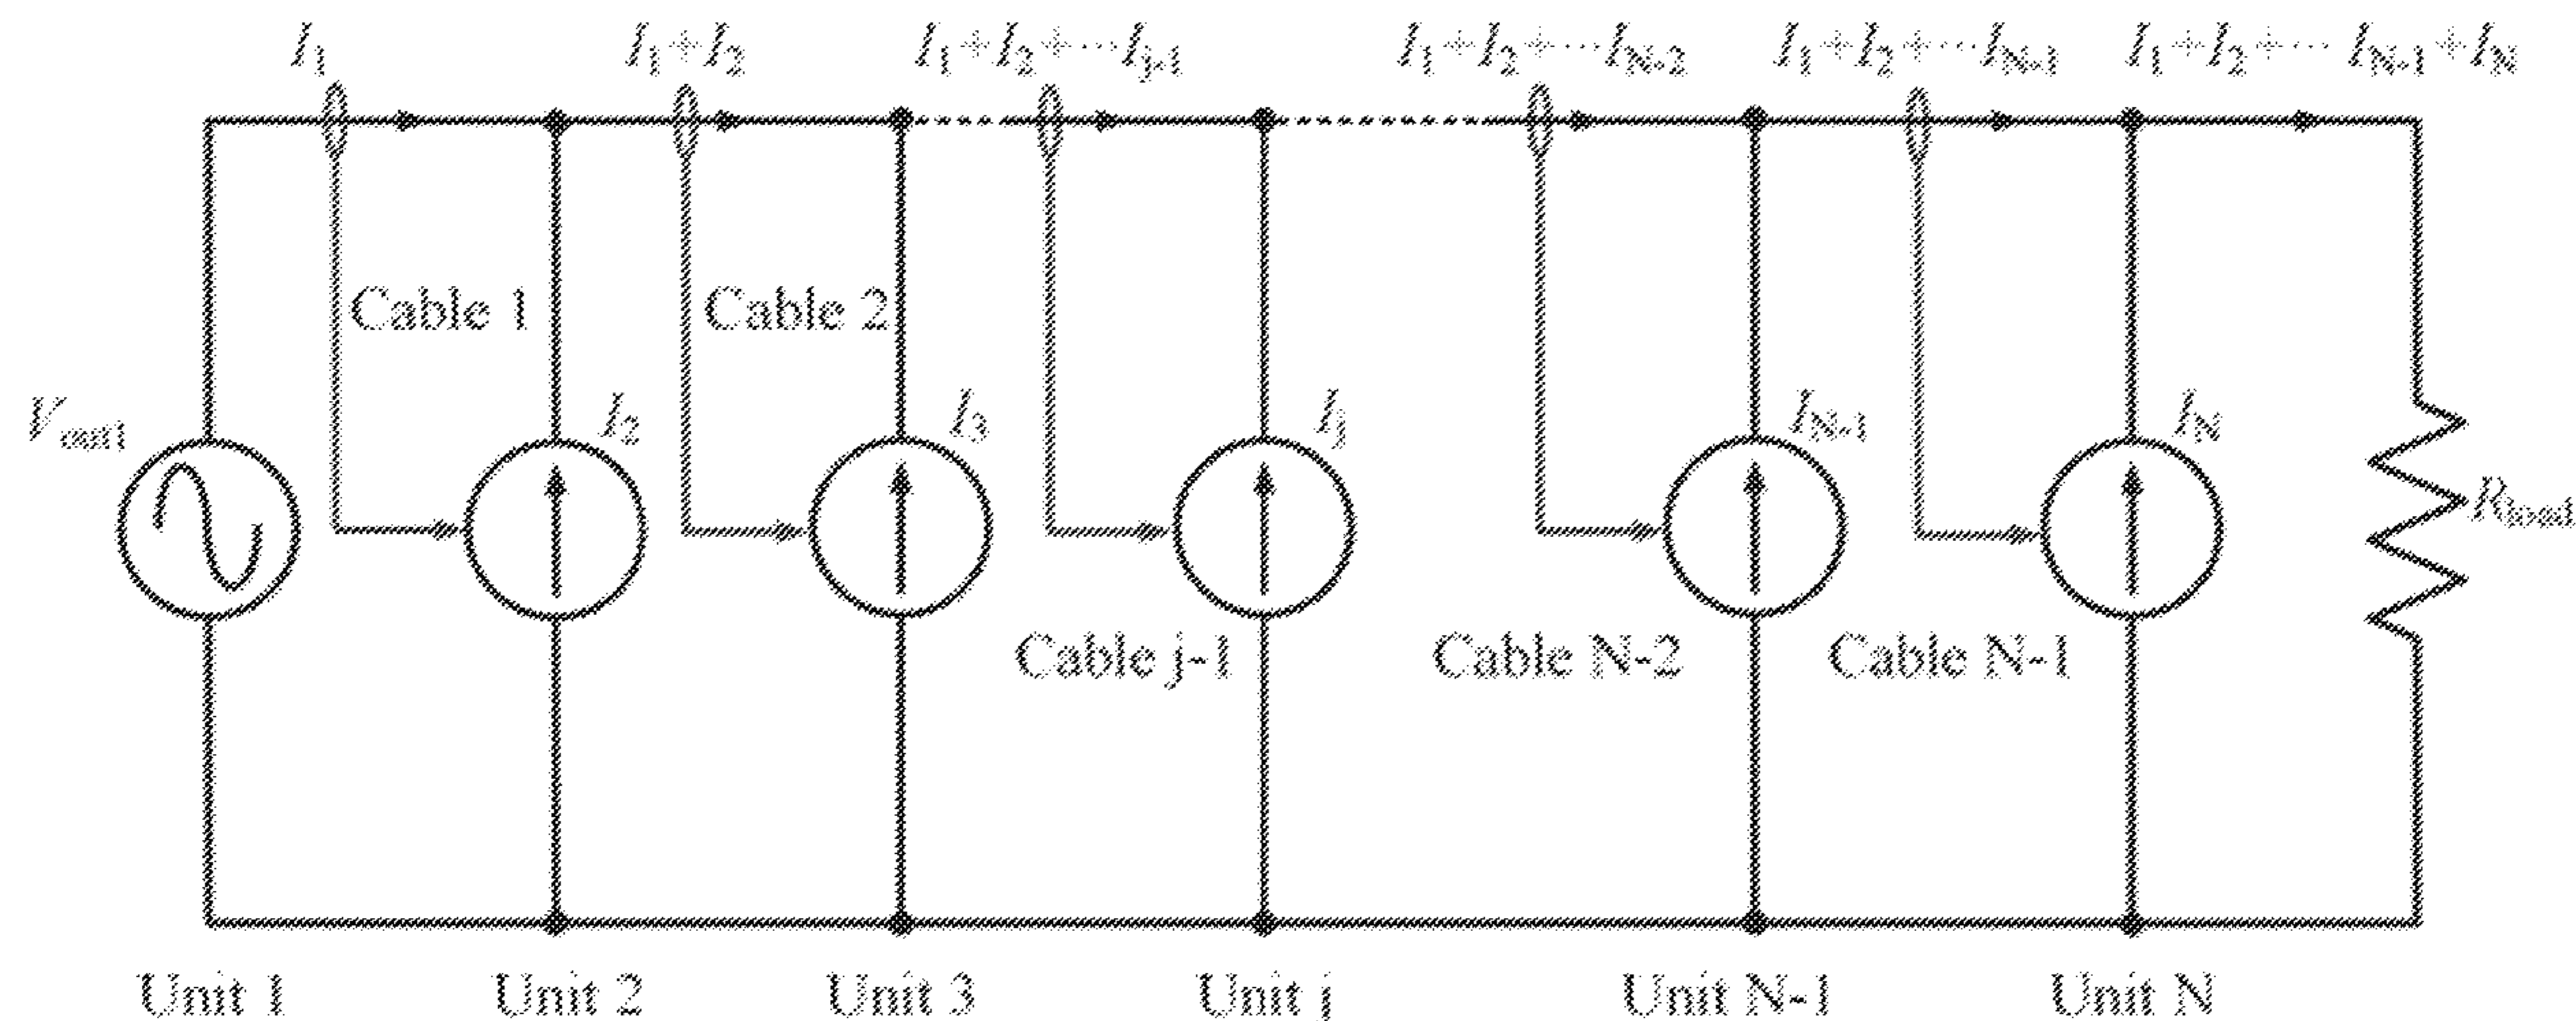 I1 I1+I2 I1+I2+···Ij-1 I1+I2+···IN-2 I1+I2+···IN-1 I1+I2+··· IN-1+IN
Cable 1 Cable 2
Vout1 I2 I3 Ij IN-1 IN
Rload
Cable j-1 Cable N-2 Cable N-1
Unit 1 Unit 2 Unit 3 Unit j Unit N-1 Unit N